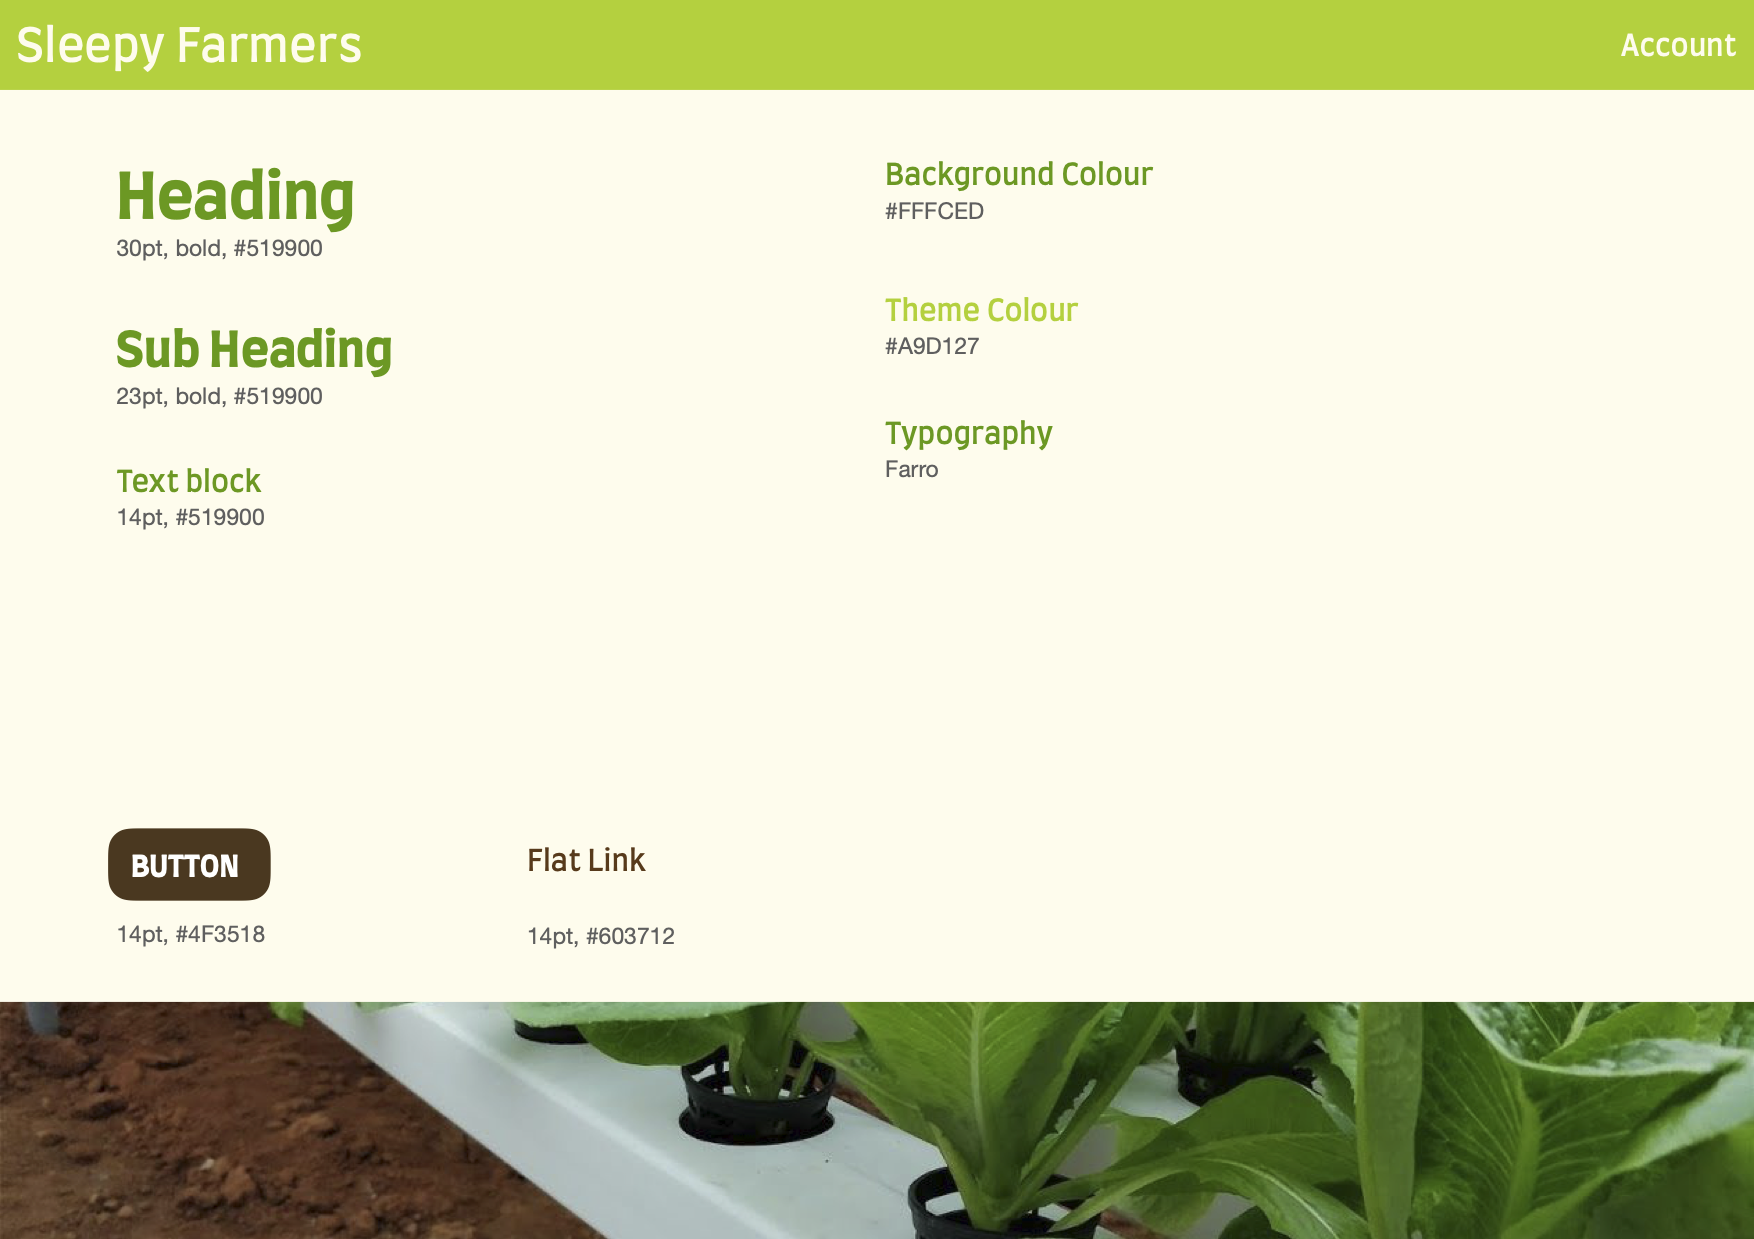 Sleepy Farmers
Account
Heading
30pt, bold, #519900
Sub Heading
23pt, bold, #519900
Text block
14pt, #519900
Background Colour
#FFFCED
Theme Colour
#A9D127
Typography
Farro
BUTTON
14pt, #4F3518
Flat Link
14pt, #603712